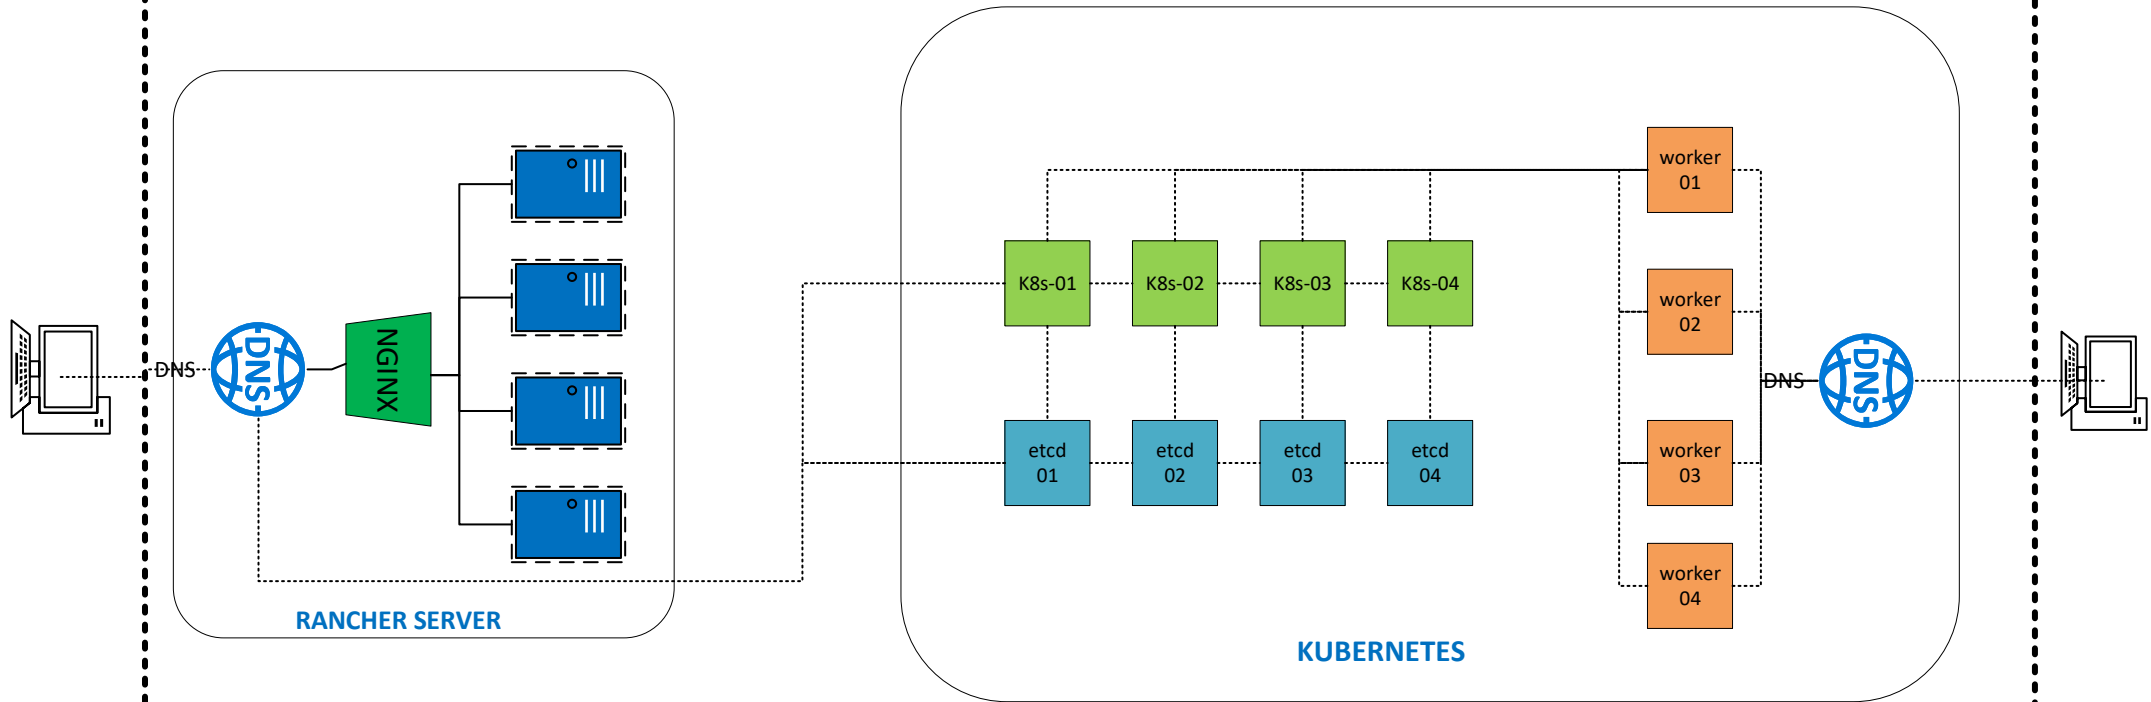 DNS
DNS
NGINX
RANCHER SERVER
K8s-01
K8s-02
K8s-03
K8s-04
etcd
01
etcd
02
etcd
03
etcd
04
worker
01
worker
02
worker
03
worker
04
DNS
DNS
KUBERNETES